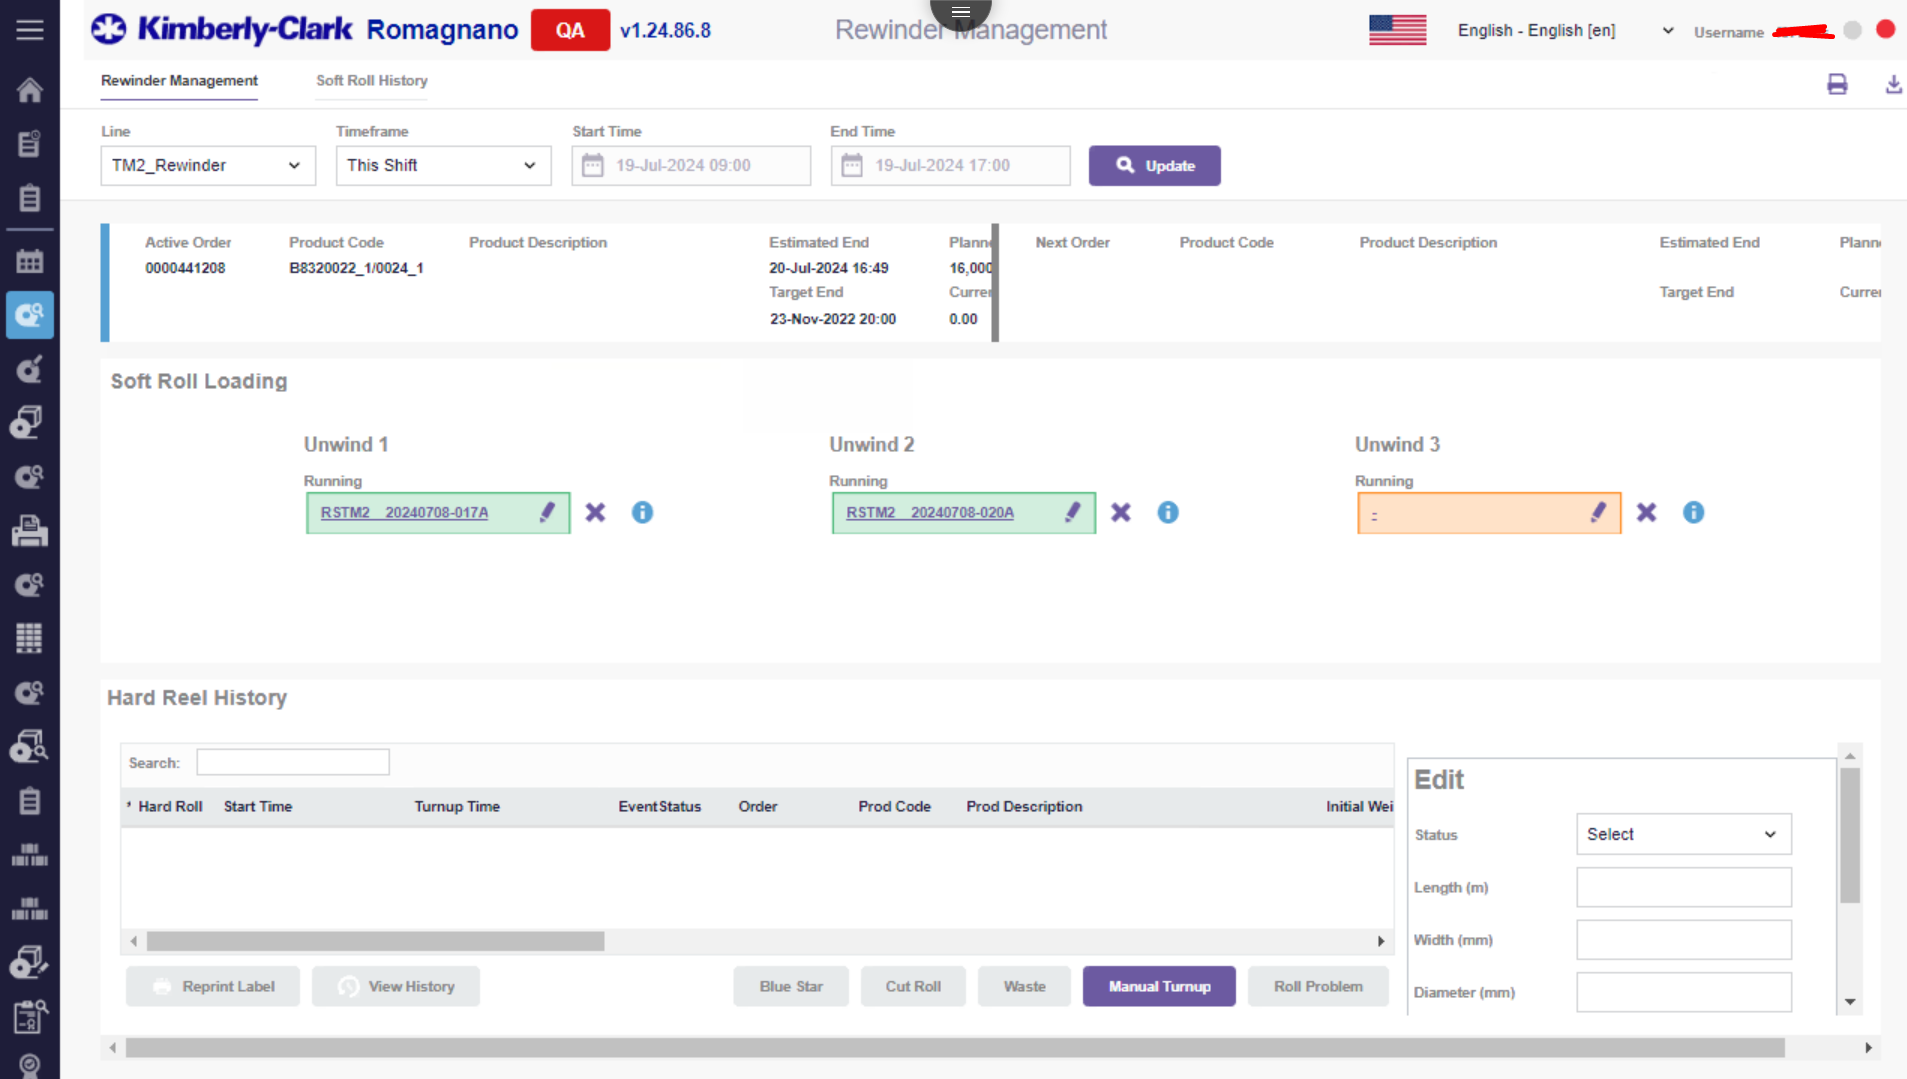 Kimberly-Clark Romagnano QA v1.24.86.8 Rewinder Management English - English [en] Username
Rewinder Management Soft Roll History
Line Timeframe Start Time End Time
TM2_Rewinder This Shift 19-Jul-2024 09:00 19-Jul-2024 17:00 Update
Active Order Product Code Product Description Estimated End Planne Next Order Product Code Product Description Estimated End Plann
0000441208 B8320022_1/0024_1 20-Jul-2024 16:49 16,000
Target End Curre Target End Curre
23-Nov-2022 20:00 0.00
Soft Roll Loading
Unwind 1 Unwind 2 Unwind 3
Running Running Running
RSTM2 20240708-017A RSTM2 20240708-020A -
Hard Reel History
Search:
Edit
* Hard Roll Start Time Turnup Time EventStatus Order Prod Code Prod Description Initial Wei
Status Select
Length (m)
Width (mm)
Reprint Label View History Blue Star Cut Roll Waste Manual Turnup Roll Problem
Diameter (mm)